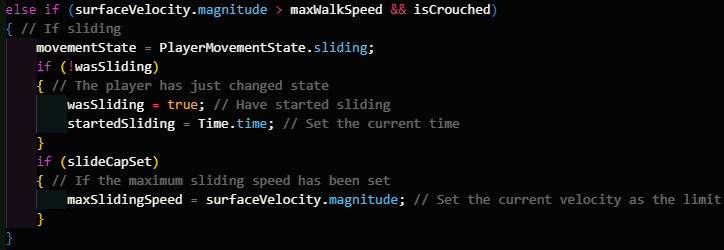 else if (surfaceVelocity.magnitude > maxWalkSpeed && isCrouched)
{ // If sliding
    movementState = PlayerMovementState.sliding;
    if (!wasSliding)
    { // The player has just changed state
        wasSliding = true; // Have started sliding
        startedSliding = Time.time; // Set the current time
    }
    if (slideCapSet)
    { // If the maximum sliding speed has been set
        maxSlidingSpeed = surfaceVelocity.magnitude; // Set the current velocity as the limit
    }
}